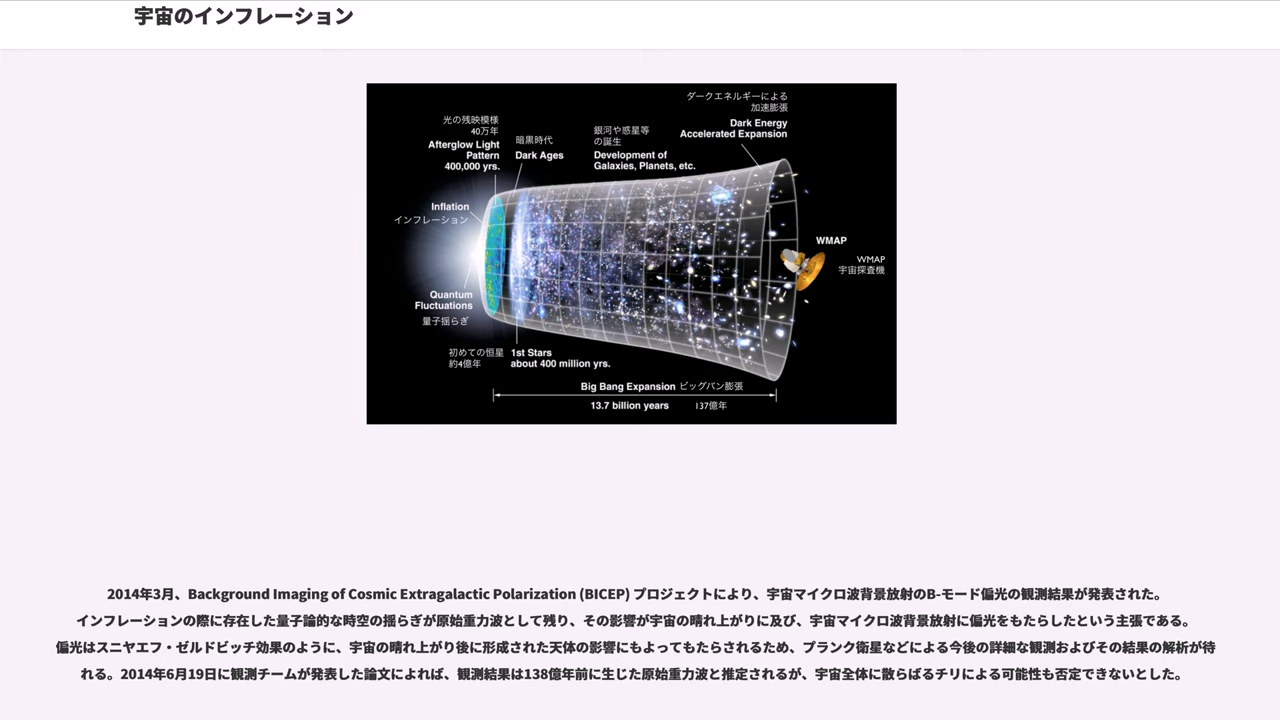 宇宙のインフレーション
ダークエネルギーによる
加速膨張
Dark Energy
Accelerated Expansion
光の残映模様
40万年
Afterglow Light
Pattern
400,000 yrs.
暗黒時代
Dark Ages
銀河や惑星等
の誕生
Development of
Galaxies, Planets, etc.
Inflation
インフレーション
WMAP
WMAP
宇宙探査機
Quantum
Fluctuations
量子揺らぎ
初めての恒星
約4億年
1st Stars
about 400 million yrs.
Big Bang Expansion ビッグバン膨張
13.7 billion years 137億年
2014年3月、Background Imaging of Cosmic Extragalactic Polarization (BICEP) プロジェクトにより、宇宙マイクロ波背景放射のB-モード偏光の観測結果が発表された。
インフレーションの際に存在した量子論的な時空の揺らぎが原始重力波として残り、その影響が宇宙の晴れ上がりに及び、宇宙マイクロ波背景放射に偏光をもたらしたという主張である。
偏光はスニヤエフ・ゼルドビッチ効果のように、宇宙の晴れ上がり後に形成された天体の影響にもよってもたらされるため、プランク衛星などによる今後の詳細な観測およびその結果の解析が待
れる。2014年6月19日に観測チームが発表した論文によれば、観測結果は138億年前に生じた原始重力波と推定されるが、宇宙全体に散らばるチリによる可能性も否定できないとした。